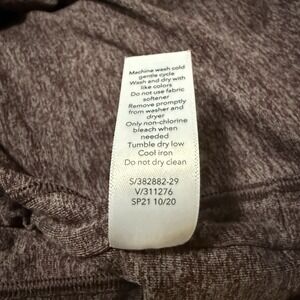 Machine wash cold
gentle cycle
Wash and dry with
like colors
Do not use fabric
softener
Remove promptly
from washer and
dryer
Only non-chlorine
bleach when
needed
Tumble dry low
Cool iron
Do not dry clean
S/382882-29
V/311276
SP21 10/20